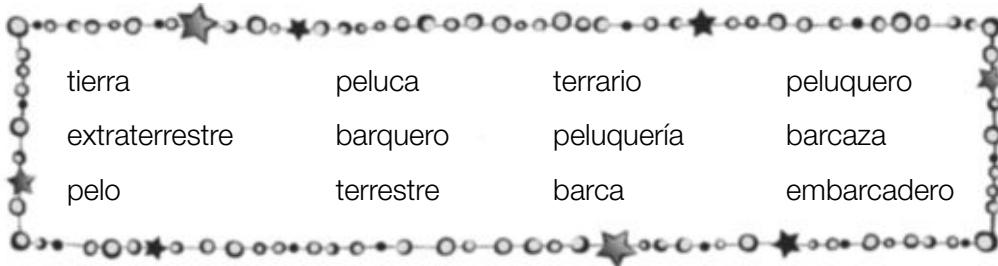 tierra peluca terrario peluquero
extraterrestre barquero peluquería barcaza
pelo terrestre barca embarcadero